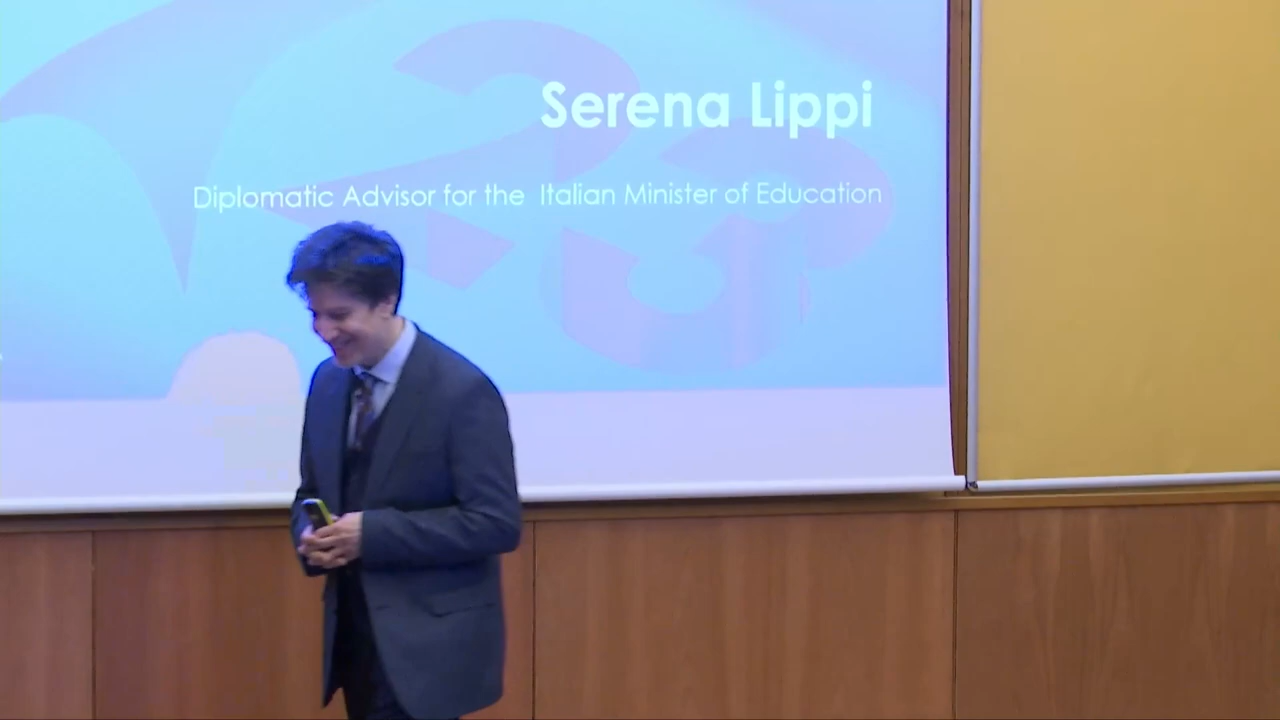 Serena Lippi
Diplomatic Advisor for the Italian Minister of Education